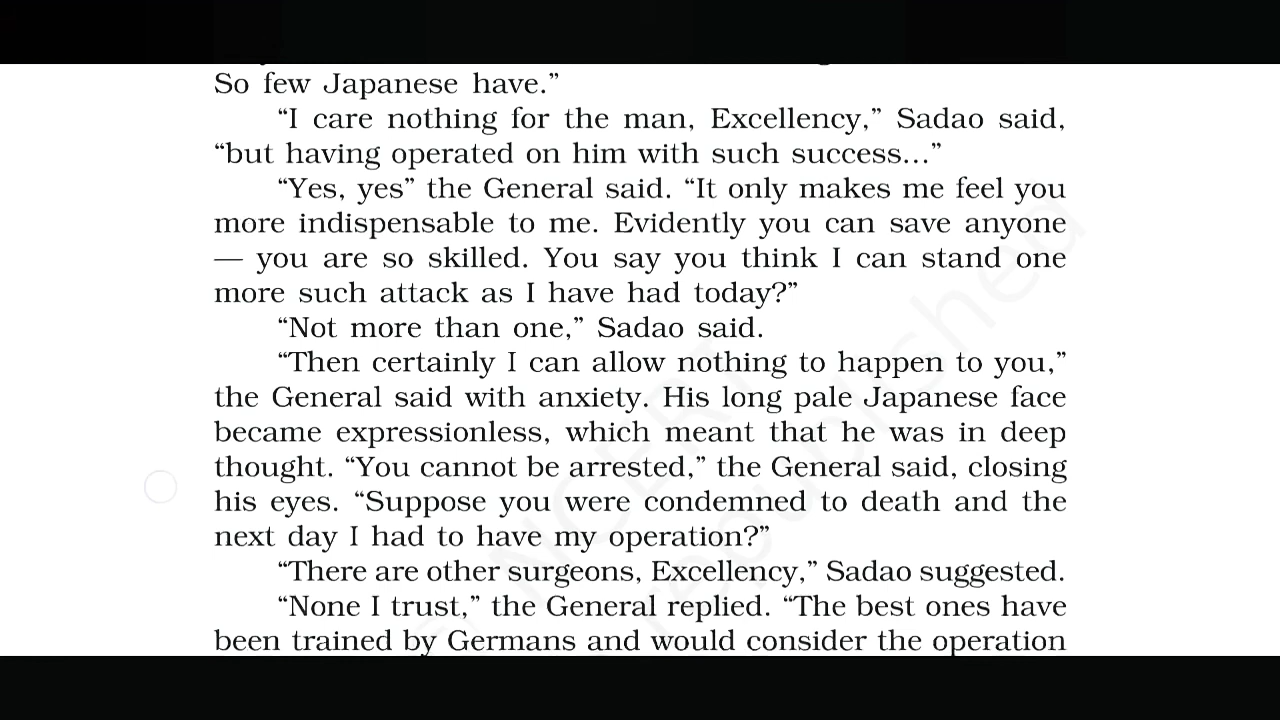 So few Japanese have.”
“I care nothing for the man, Excellency,” Sadao said,
“but having operated on him with such success...”
“Yes, yes” the General said. “It only makes me feel you
more indispensable to me. Evidently you can save anyone
— you are so skilled. You say you think I can stand one
more such attack as I have had today?”
“Not more than one,” Sadao said.
“Then certainly I can allow nothing to happen to you,”
the General said with anxiety. His long pale Japanese face
became expressionless, which meant that he was in deep
thought. “You cannot be arrested,” the General said, closing
his eyes. “Suppose you were condemned to death and the
next day I had to have my operation?”
“There are other surgeons, Excellency,” Sadao suggested.
“None I trust,” the General replied. “The best ones have
been trained by Germans and would consider the operation